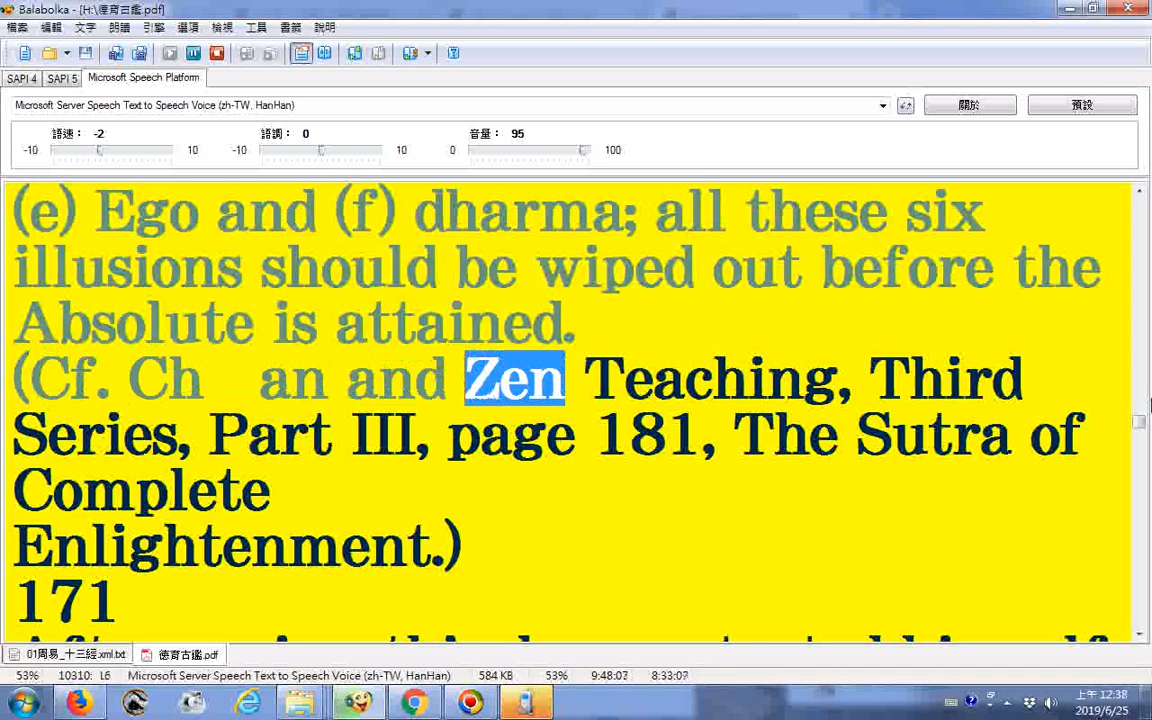 Balabolka - [H:\德育古鑑.pdf]
檔案 編輯 文字 朗讀 引擎 選項 檢視 工具 書籤 說明
SAPI 4 SAPI 5 Microsoft Speech Platform
Microsoft Server Speech Text to Speech Voice (zh-TW, HanHan) 關於 預設
語速： -2 語調： 0 音量： 95
-10 10 -10 10 0 100
(e) Ego and (f) dharma; all these six
illusions should be wiped out before the
Absolute is attained.
(Cf. Ch an and Zen Teaching, Third
Series, Part III, page 181, The Sutra of
Complete
Enlightenment.)
171
01周易_十三經.xml.txt 德育古鑑.pdf
53% 10310: L6 Microsoft Server Speech Text to Speech Voice (zh-TW, HanHan) 584 KB 53% 9:48:07 8:33:07
上午 12:38
2019/6/25